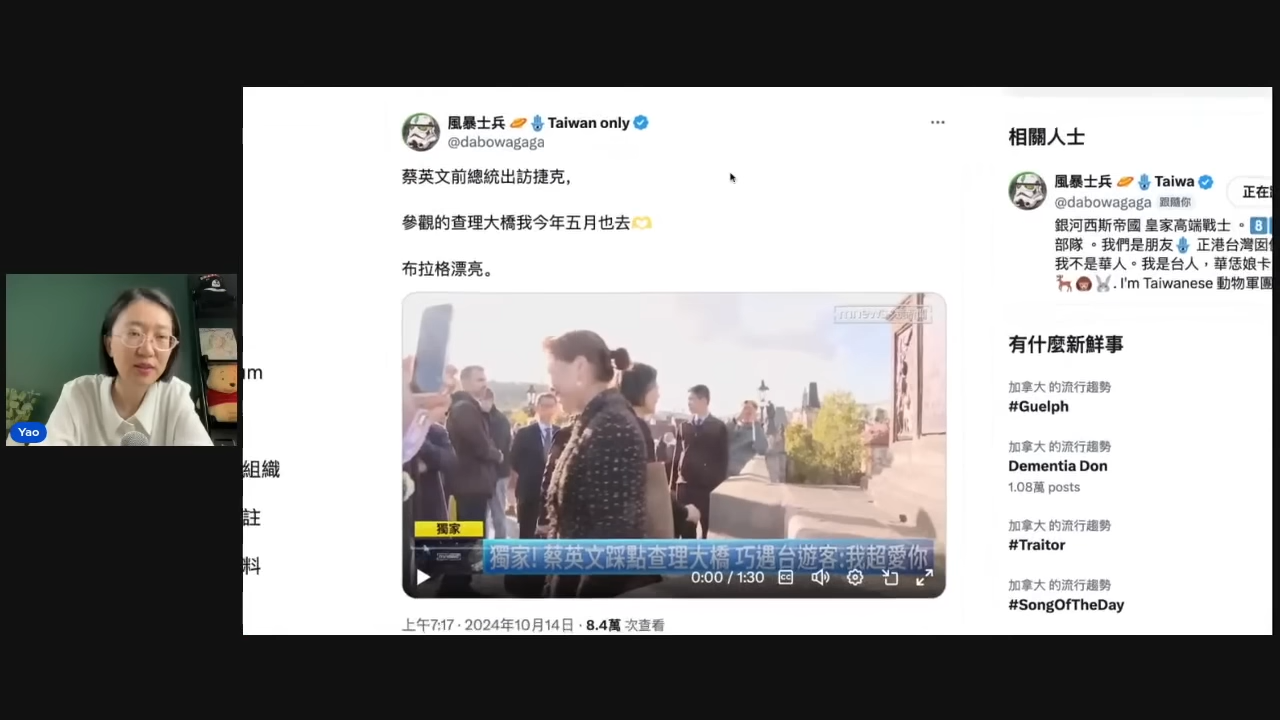 風暴士兵 Taiwan only
@dabowagaga
蔡英文前總統出訪捷克,
參觀的查理大橋我今年五月也去
布拉格漂亮。
mnews
獨家
獨家! 蔡英文踩點查理大橋 巧遇台遊客:我超愛你
0:00 / 1:30
上午7:17 · 2024年10月14日 · 8.4萬 次查看
um
組織
註
料
Yao
相關人士
風暴士兵 Taiwa
正在
@dabowagaga 跟隨你
銀河西斯帝國 皇家高端戰士 。8
部隊 。我們是朋友 正港台灣囡
我不是華人。我是台人,華恁娘卡
. I'm Taiwanese 動物軍團
有什麼新鮮事
加拿大 的流行趨勢
#Guelph
加拿大 的流行趨勢
Dementia Don
1.08萬 posts
加拿大 的流行趨勢
#Traitor
加拿大 的流行趨勢
#SongOfTheDay